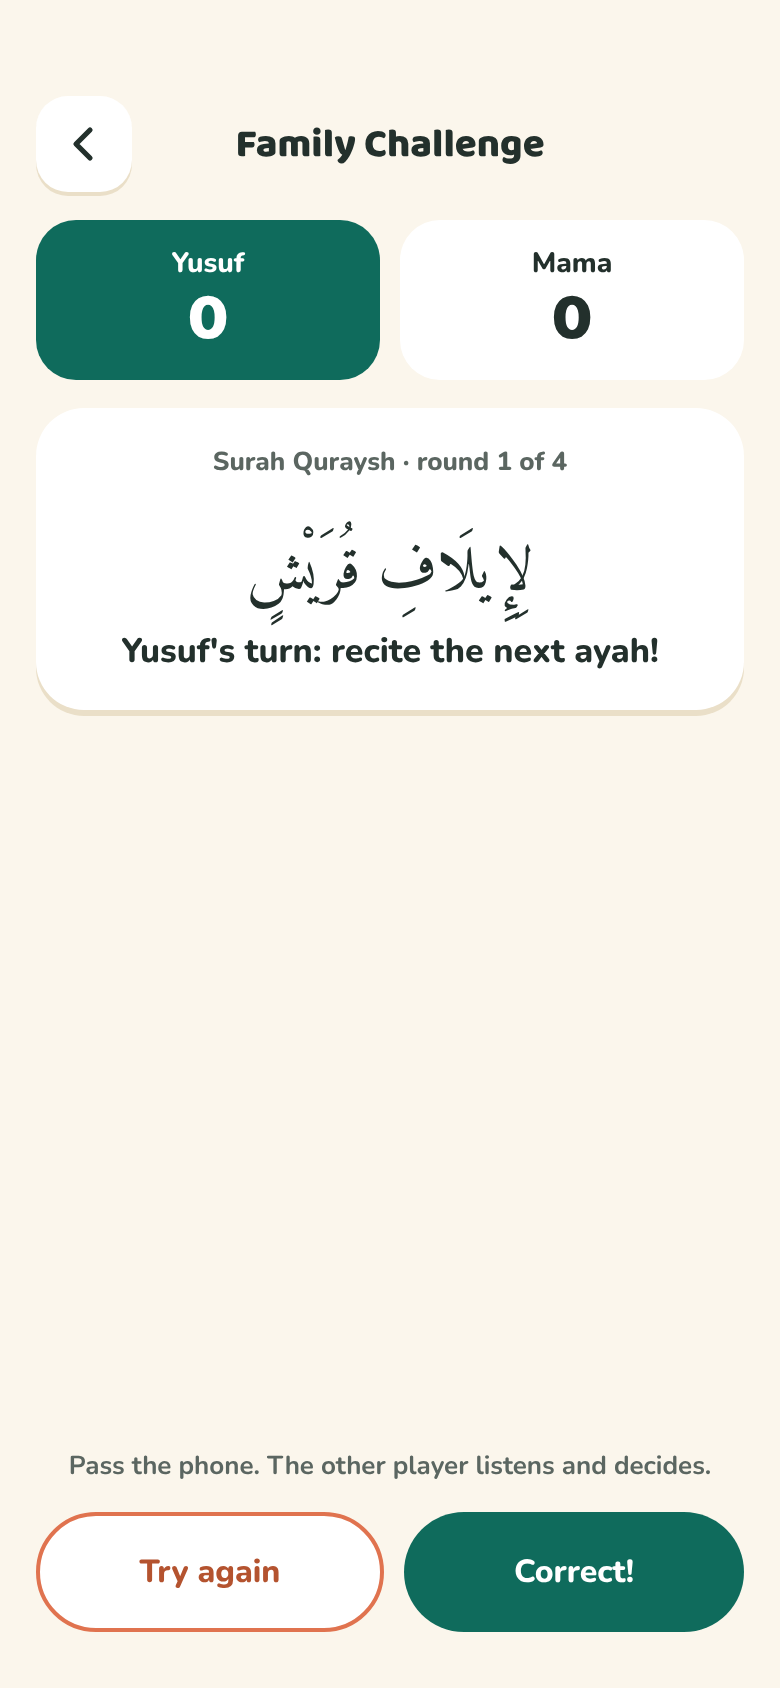 Family Challenge
Yusuf
0
Mama
0
Surah Quraysh · round 1 of 4
لِإِيلَافِ قُرَيْشٍ
Yusuf's turn: recite the next ayah!
Pass the phone. The other player listens and decides.
Try again
Correct!